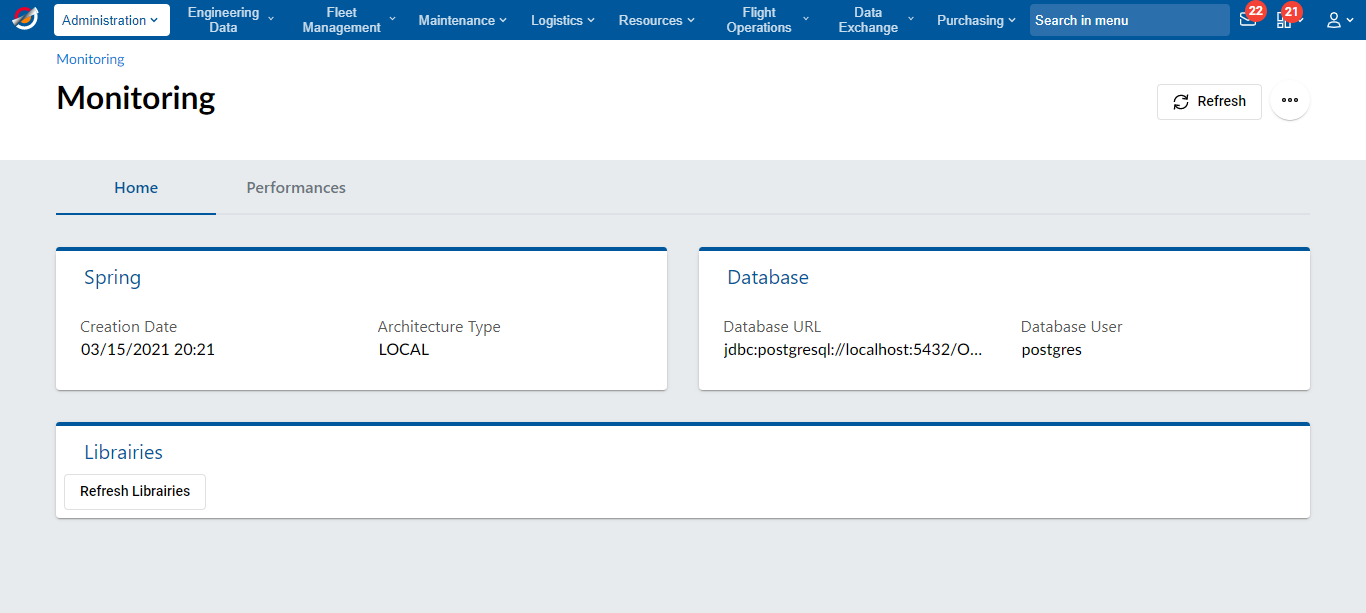 Administration
Engineering
Data
Fleet
Management
Maintenance
Logistics
Resources
Flight
Operations
Data
Exchange
Purchasing
Search in menu
22
21
Monitoring
Monitoring
Refresh
Home
Performances
Spring
Database
Creation Date
Architecture Type
Database URL
Database User
03/15/2021 20:21
LOCAL
jdbc:postgresql://localhost:5432/O...
postgres
Librairies
Refresh Librairies